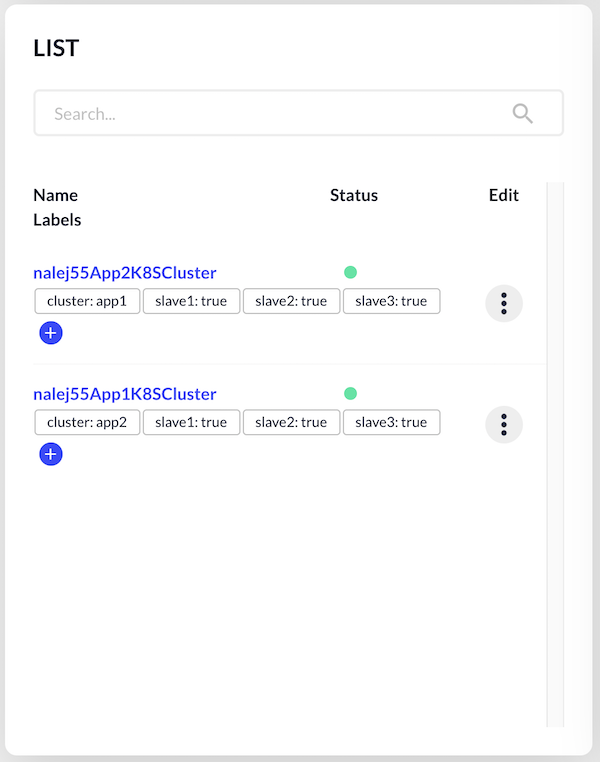 LIST
Search...
Name Status Edit
Labels
nalej55App2K8SCluster
cluster: app1 slave1: true slave2: true slave3: true
nalej55App1K8SCluster
cluster: app2 slave1: true slave2: true slave3: true